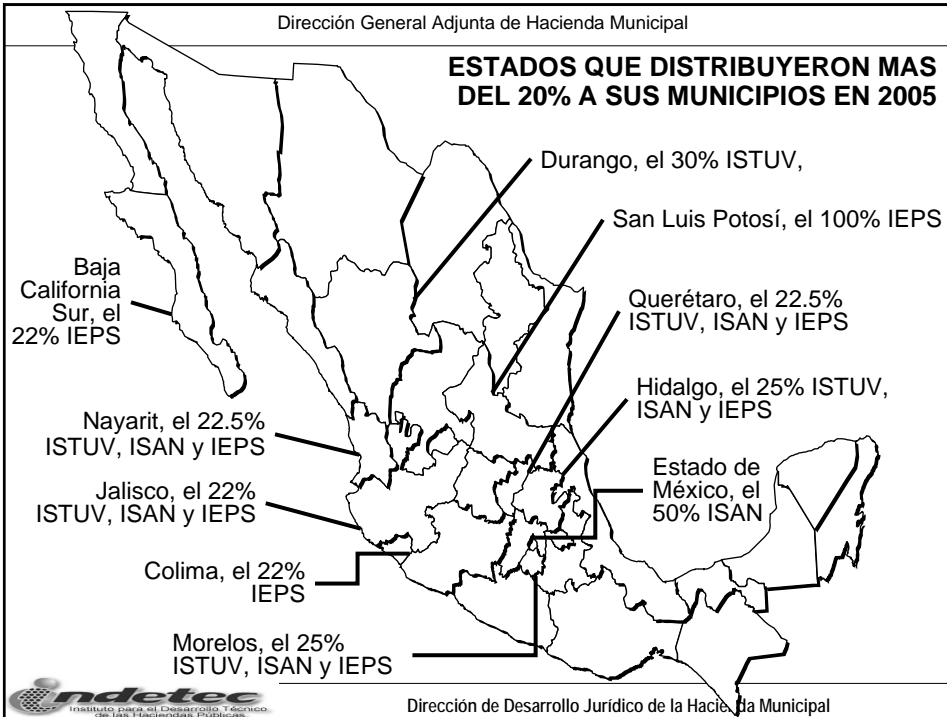 Dirección General Adjunta de Hacienda Municipal
ESTADOS QUE DISTRIBUYERON MAS
DEL 20% A SUS MUNICIPIOS EN 2005
Durango, el 30% ISTUV,
San Luis Potosí, el 100% IEPS
Baja
California
Sur, el
22% IEPS
Querétaro, el 22.5%
ISTUV, ISAN y IEPS
Hidalgo, el 25% ISTUV,
ISAN y IEPS
Nayarit, el 22.5%
ISTUV, ISAN y IEPS
Estado de
México, el
50% ISAN
Jalisco, el 22%
ISTUV, ISAN y IEPS
Colima, el 22%
IEPS
Morelos, el 25%
ISTUV, ISAN y IEPS
indetec
Instituto para el Desarrollo Técnico
de las Haciendas Públicas
Dirección de Desarrollo Jurídico de la Hacienda Municipal